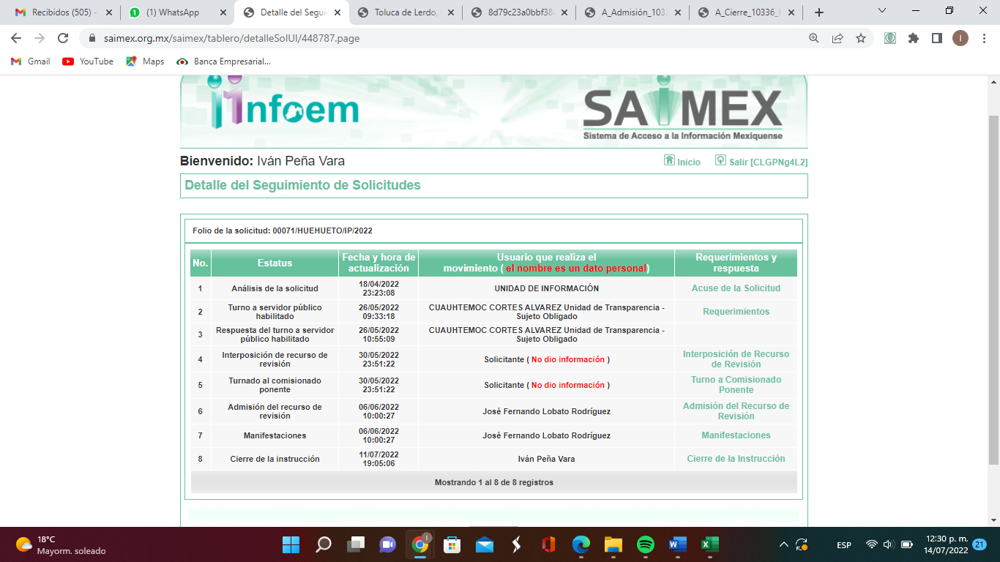 Recibidos (505) -
(1) WhatsApp
Detalle del Segui
Toluca de Lerdo,
8d79c23a0bbf38
A_Admisión_1033
A_Cierre_10336_
saimex.org.mx/saimex/tablero/detalleSolUI/448787.page
I
Gmail
YouTube
Maps
Banca Empresarial...
infoem
SAIMEX
Sistema de Acceso a la Información Mexiquense
Bienvenido: Iván Peña Vara
Inicio
Salir [CLGPNg4L2]
Detalle del Seguimiento de Solicitudes
Folio de la solicitud: 00071/HUEHUETO/IP/2022
No. Estatus Fecha y hora de actualización Usuario que realiza el movimiento ( el nombre es un dato personal) Requerimientos y respuesta
1 Análisis de la solicitud 18/04/2022 23:23:08 UNIDAD DE INFORMACIÓN Acuse de la Solicitud
2 Turno a servidor público habilitado 26/05/2022 09:33:18 CUAUHTEMOC CORTES ALVAREZ Unidad de Transparencia - Sujeto Obligado Requerimientos
3 Respuesta del turno a servidor público habilitado 26/05/2022 10:55:09 CUAUHTEMOC CORTES ALVAREZ Unidad de Transparencia - Sujeto Obligado
4 Interposición de recurso de revisión 30/05/2022 23:51:22 Solicitante ( No dio información ) Interposición de Recurso de Revisión
5 Turnado al comisionado ponente 30/05/2022 23:51:22 Solicitante ( No dio información ) Turno a Comisionado Ponente
6 Admisión del recurso de revisión 06/06/2022 10:00:27 José Fernando Lobato Rodríguez Admisión del Recurso de Revisión
7 Manifestaciones 06/06/2022 10:00:27 José Fernando Lobato Rodríguez Manifestaciones
8 Cierre de la instrucción 11/07/2022 19:05:06 Iván Peña Vara Cierre de la Instrucción
Mostrando 1 al 8 de 8 registros
18°C
Mayorm. soleado
ESP
12:30 p. m.
14/07/2022
21